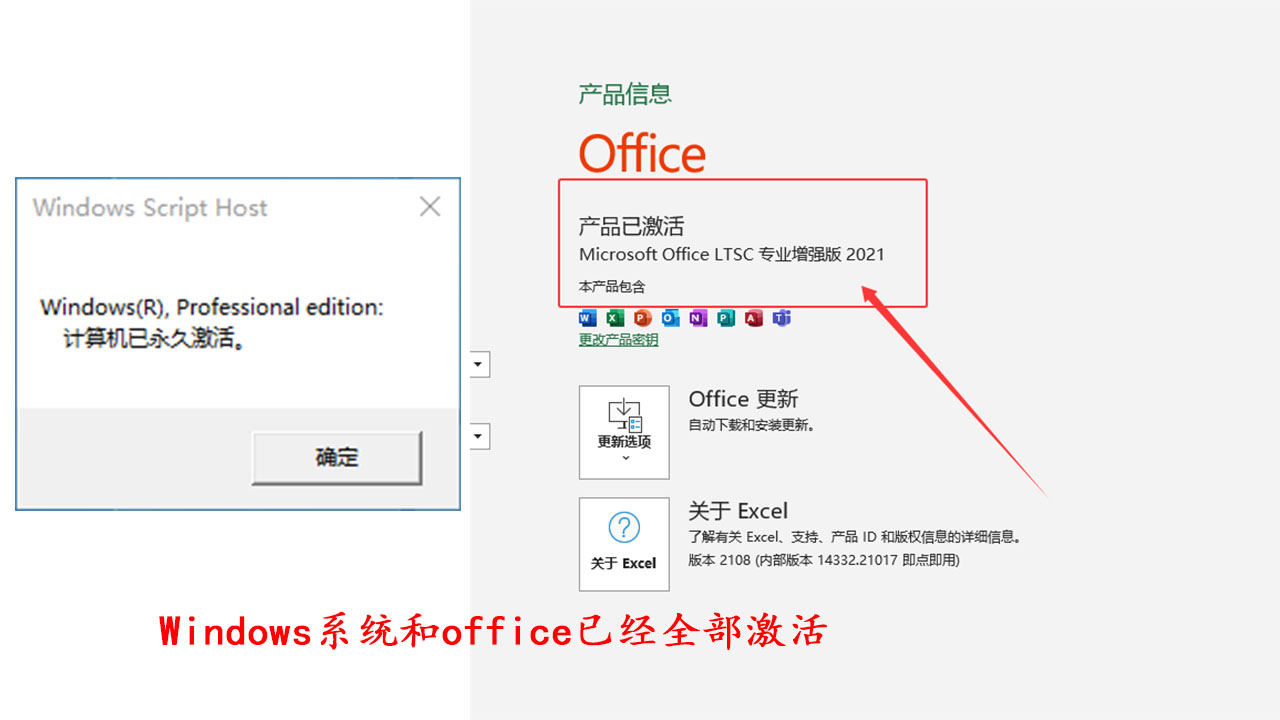 Windows Script Host
Windows(R), Professional edition:
计算机已永久激活。
确定
产品信息
Office
产品已激活
Microsoft Office LTSC 专业增强版 2021
本产品包含
更改产品密钥
更新选项
Office 更新
自动下载和安装更新。
关于 Excel
关于 Excel
了解有关 Excel、支持、产品 ID 和版权信息的详细信息。
版本 2108 (内部版本 14332.21017 即点即用)
Windows系统和office已经全部激活